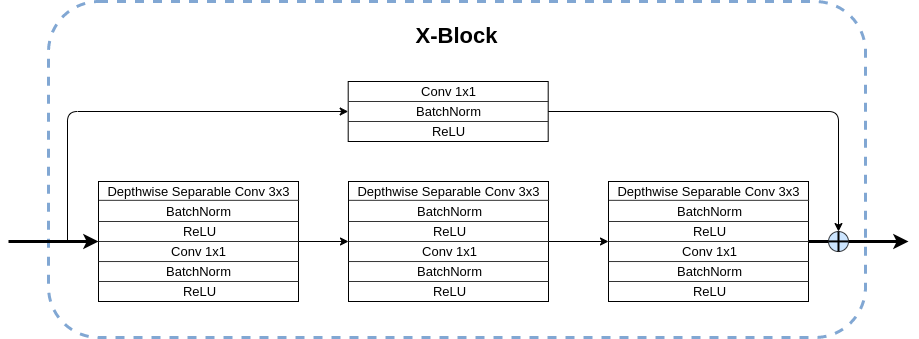 X-Block
Conv 1x1
BatchNorm
ReLU
Depthwise Separable Conv 3x3
BatchNorm
ReLU
Conv 1x1
BatchNorm
ReLU
Depthwise Separable Conv 3x3
BatchNorm
ReLU
Conv 1x1
BatchNorm
ReLU
Depthwise Separable Conv 3x3
BatchNorm
ReLU
Conv 1x1
BatchNorm
ReLU